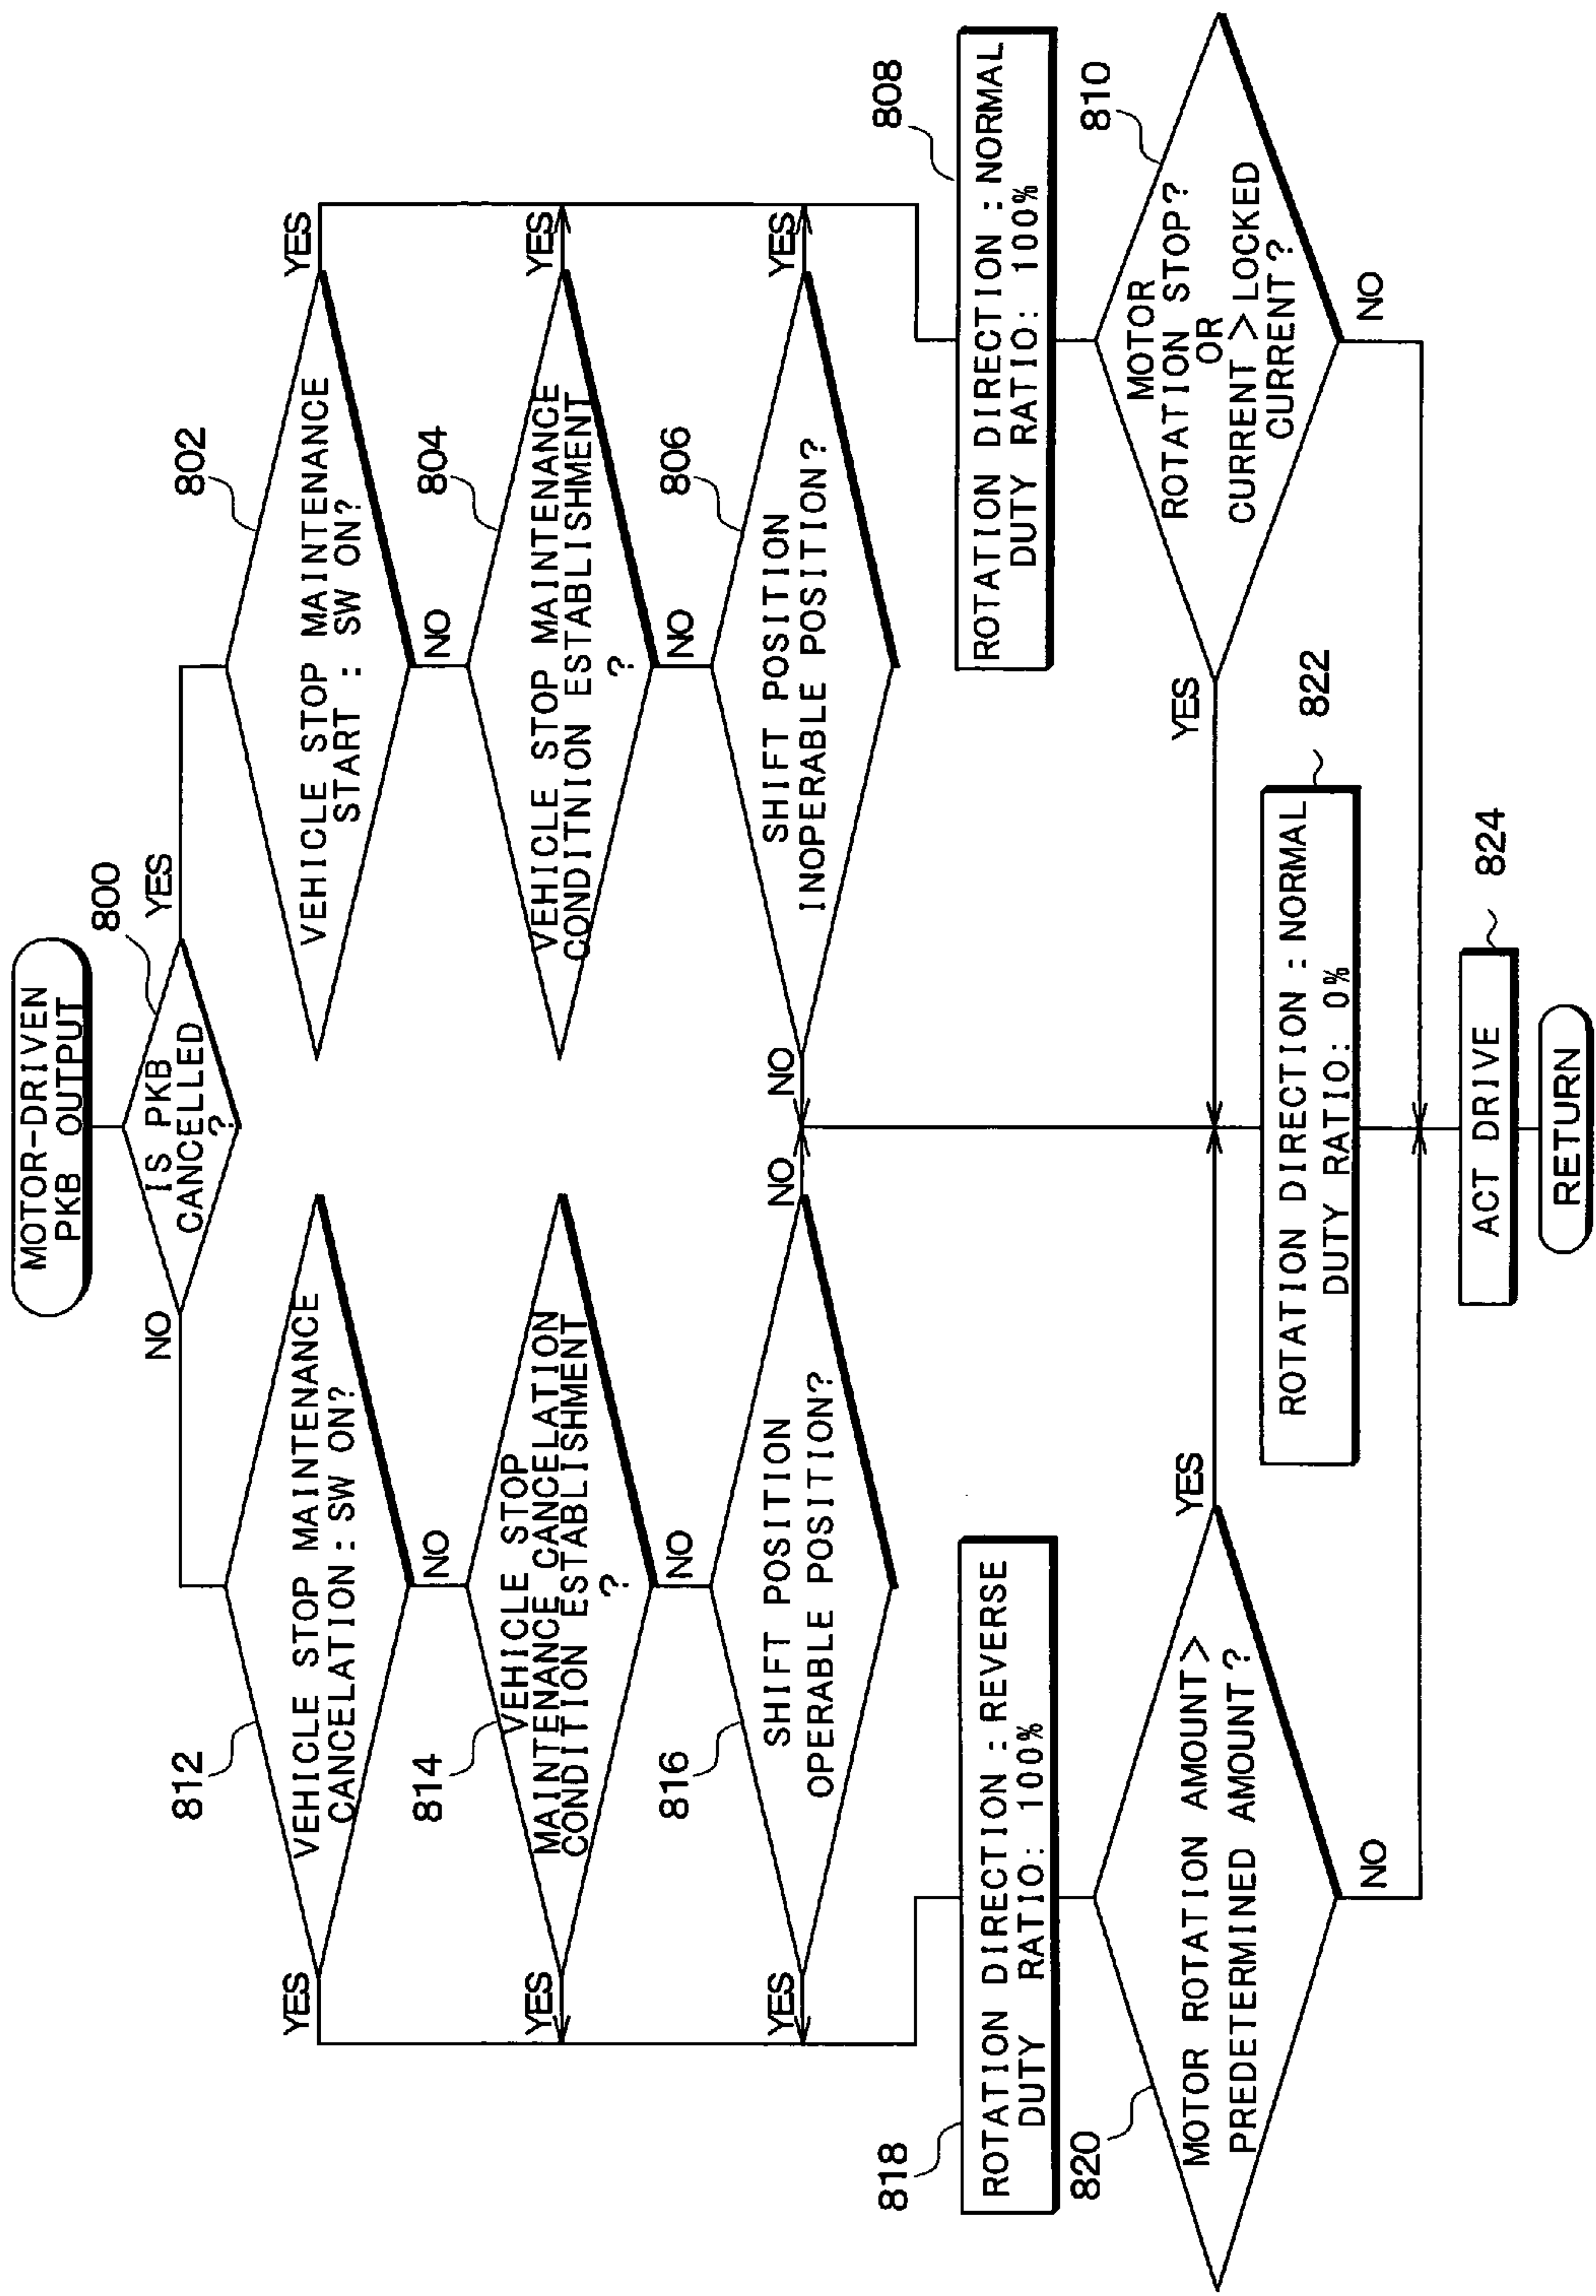 MOTOR-DRIVEN
PKB OUTPUT
800
IS PKB
CANCELLED
?
NO
YES
812
VEHICLE STOP MAINTENANCE
CANCELATION : SW ON?
YES
NO
814
VEHICLE STOP
MAINTENANCE CANCELATION
CONDITION ESTABLISHMENT
?
YES
NO
816
SHIFT POSITION
OPERABLE POSITION?
YES
NO
802
VEHICLE STOP MAINTENANCE
START : SW ON?
YES
NO
804
VEHICLE STOP MAINTENANCE
CONDITNION ESTABLISHMENT
?
YES
NO
806
SHIFT POSITION
INOPERABLE POSITION?
YES
NO
818
ROTATION DIRECTION : REVERSE
DUTY RATIO: 100%
820
MOTOR ROTATION AMOUNT>
PREDETERMINED AMOUNT?
YES
NO
808
ROTATION DIRECTION : NORMAL
DUTY RATIO: 100%
810
MOTOR
ROTATION STOP?
OR
CURRENT > LOCKED
CURRENT?
YES
NO
822
ROTATION DIRECTION : NORMAL
DUTY RATIO: 0%
824
ACT DRIVE
RETURN